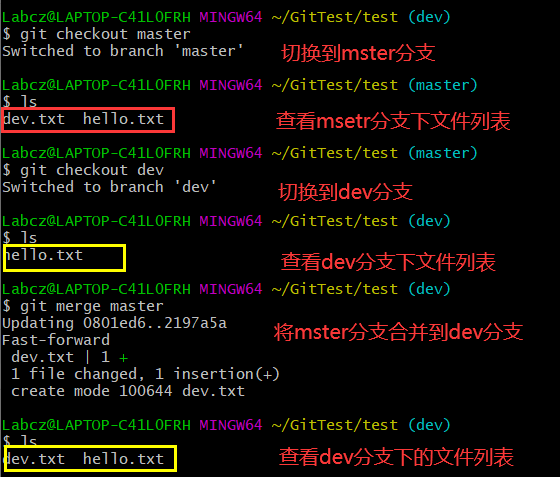 Labcz@LAPTOP-C41L0FRH MINGW64 ~/GitTest/test (dev)
$ git checkout master
Switched to branch 'master'
切换到mster分支
Labcz@LAPTOP-C41L0FRH MINGW64 ~/GitTest/test (master)
$ ls
dev.txt hello.txt
查看msetr分支下文件列表
Labcz@LAPTOP-C41L0FRH MINGW64 ~/GitTest/test (master)
$ git checkout dev
Switched to branch 'dev'
切换到dev分支
Labcz@LAPTOP-C41L0FRH MINGW64 ~/GitTest/test (dev)
$ ls
hello.txt
查看dev分支下文件列表
Labcz@LAPTOP-C41L0FRH MINGW64 ~/GitTest/test (dev)
$ git merge master
Updating 0801ed6..2197a5a
Fast-forward
dev.txt | 1 +
1 file changed, 1 insertion(+)
create mode 100644 dev.txt
将mster分支合并到dev分支
Labcz@LAPTOP-C41L0FRH MINGW64 ~/GitTest/test (dev)
$ ls
dev.txt hello.txt
查看dev分支下的文件列表